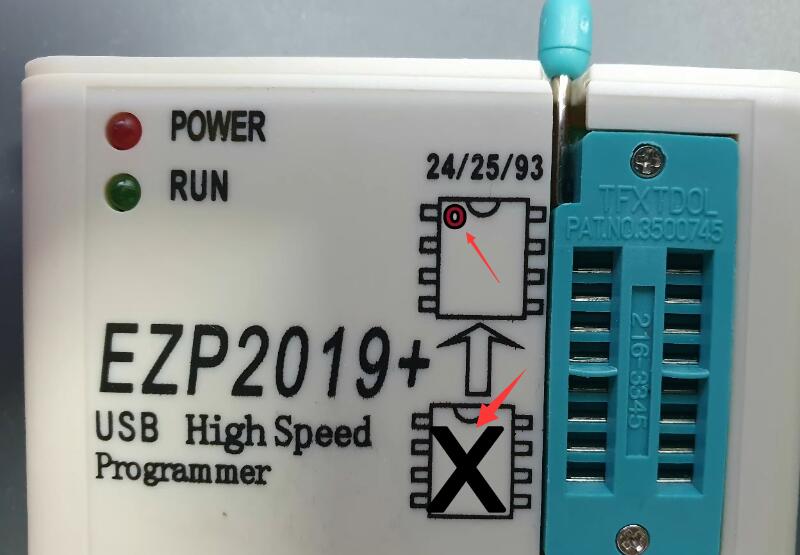 POWER
RUN
24/25/93
TFXTDOL
PAT.NO.3500745
216-3345
EZP2019+
USB High Speed
Programmer